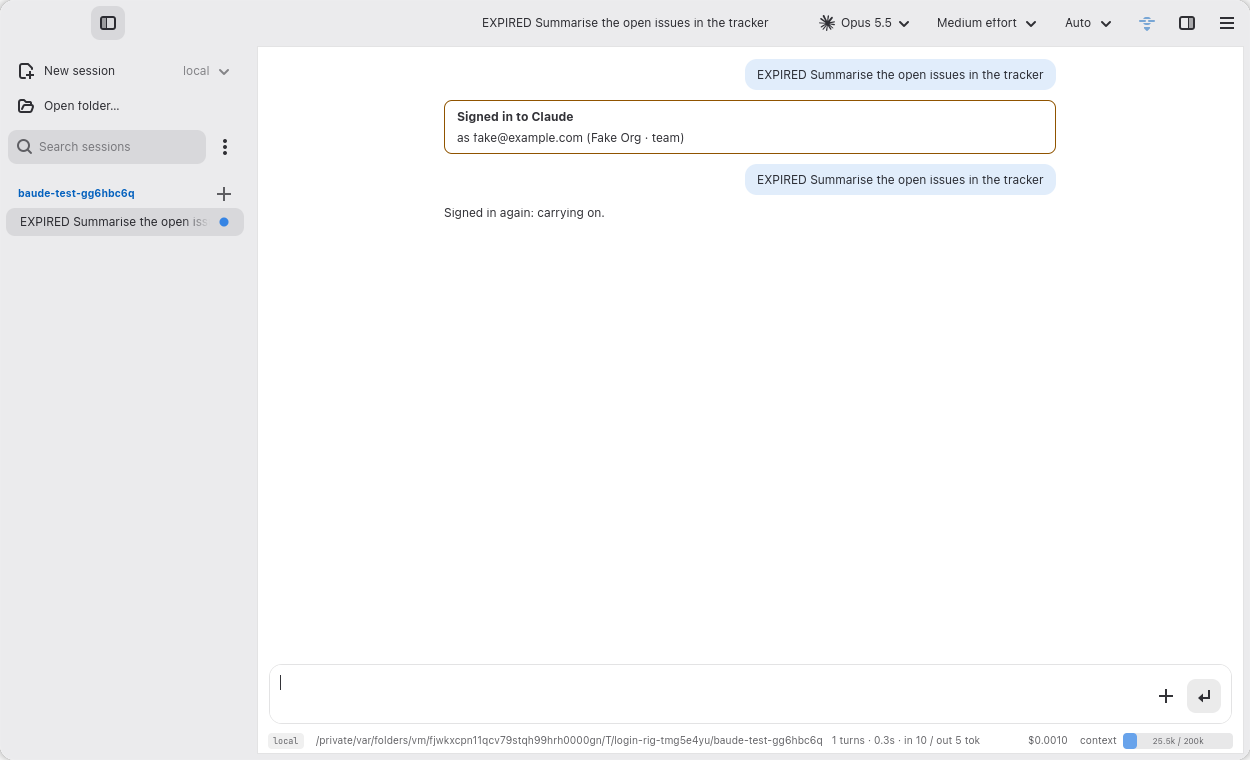 EXPIRED Summarise the open issues in the tracker
Opus 5.5
Medium effort
Auto
New session
local
Open folder...
Search sessions
baude-test-gg6hbc6q
EXPIRED Summarise the open iss
EXPIRED Summarise the open issues in the tracker
Signed in to Claude
as fake@example.com (Fake Org · team)
EXPIRED Summarise the open issues in the tracker
Signed in again: carrying on.
local
/private/var/folders/vm/fjwkxcpn11qcv79stqh99hrh0000gn/T/login-rig-tmg5e4yu/baude-test-gg6hbc6q
1 turns · 0.3s · in 10 / out 5 tok
$0.0010
context
25.5k / 200k